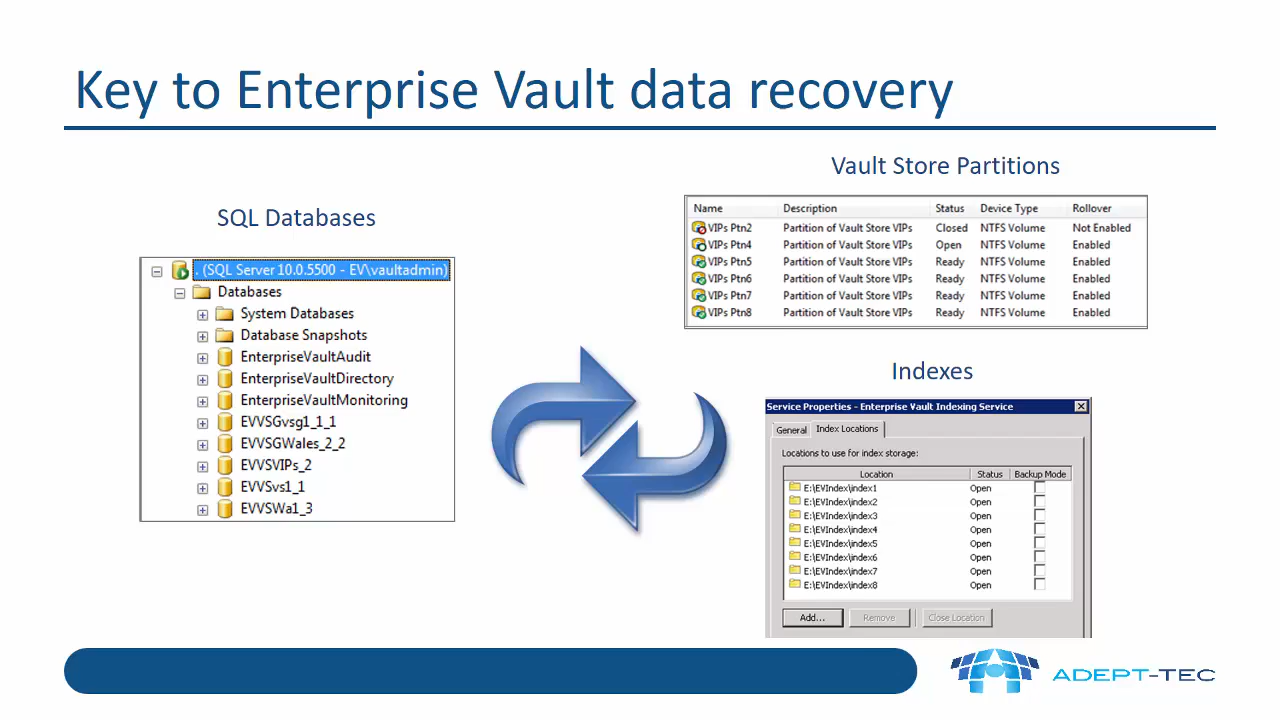 Key to Enterprise Vault data recovery
SQL Databases
. (SQL Server 10.0.5500 - EV\vaultadmin)
Databases
System Databases
Database Snapshots
EnterpriseVaultAudit
EnterpriseVaultDirectory
EnterpriseVaultMonitoring
EVVSGvsg1_1_1
EVVSGWales_2_2
EVVSVIPs_2
EVVSvs1_1
EVVSWa1_3
Vault Store Partitions
Name Description Status Device Type Rollover
VIPs Ptn2 Partition of Vault Store VIPs Closed NTFS Volume Not Enabled
VIPs Ptn4 Partition of Vault Store VIPs Open NTFS Volume Enabled
VIPs Ptn5 Partition of Vault Store VIPs Ready NTFS Volume Enabled
VIPs Ptn6 Partition of Vault Store VIPs Ready NTFS Volume Enabled
VIPs Ptn7 Partition of Vault Store VIPs Ready NTFS Volume Enabled
VIPs Ptn8 Partition of Vault Store VIPs Ready NTFS Volume Enabled
Indexes
Service Properties - Enterprise Vault Indexing Service
General Index Locations
Locations to use for index storage:
Location Status Backup Mode
E:\EVIndex\index1 Open
E:\EVIndex\index2 Open
E:\EVIndex\index3 Open
E:\EVIndex\index4 Open
E:\EVIndex\index5 Open
E:\EVIndex\index6 Open
E:\EVIndex\index7 Open
E:\EVIndex\index8 Open
Add... Remove Close Location
ADEPT-TEC